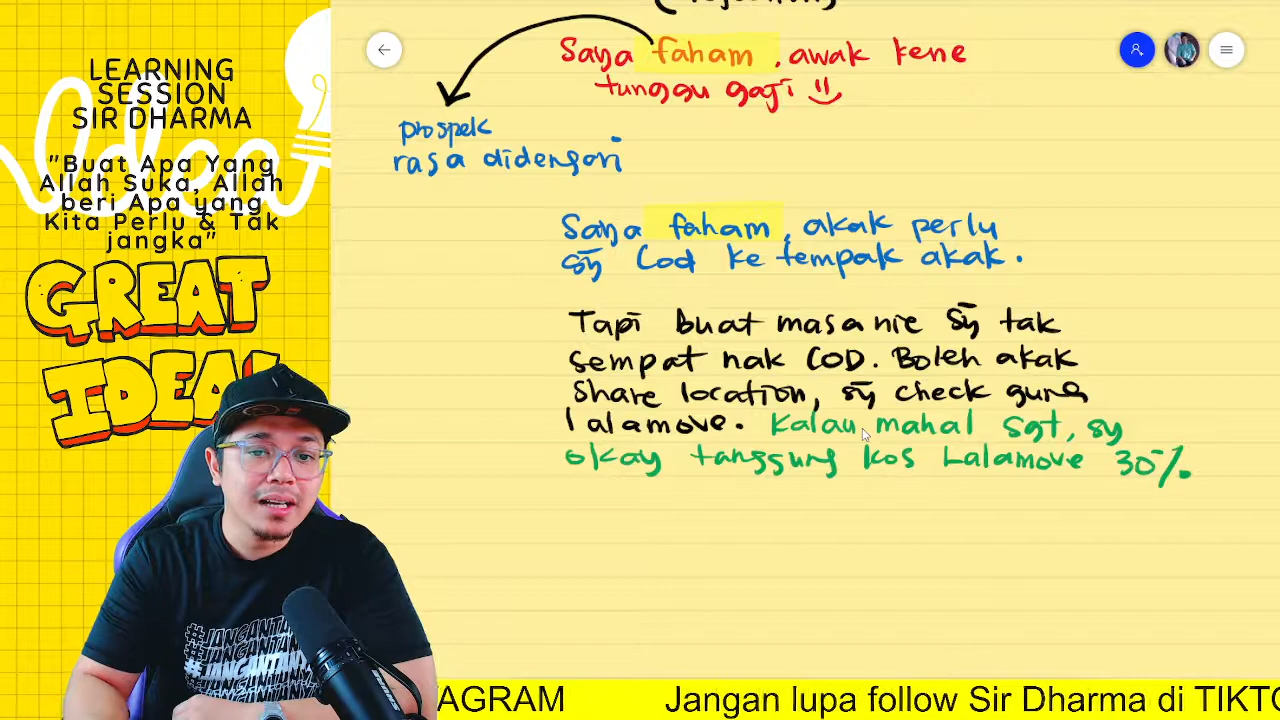 LEARNING
SESSION
SIR DHARMA
"Buat Apa Yang
Allah Suka, Allah
beri Apa yang
Kita Perlu & Tak
jangka"
GREAT
IDEA
Saya faham, awak kene
tunggu gaji
prospek
rasa didengari
Saya faham, akak perlu
sy Cod ke tempak akak.
Tapi buat masa nie sy tak
sempat nak COD. Boleh akak
Share location, sy check guna
lalamove. Kalau mahal sgt, sy
okay tanggung kos Lalamove 30%
#JANGANTAN
TAGRAM Jangan lupa follow Sir Dharma di TIKTO